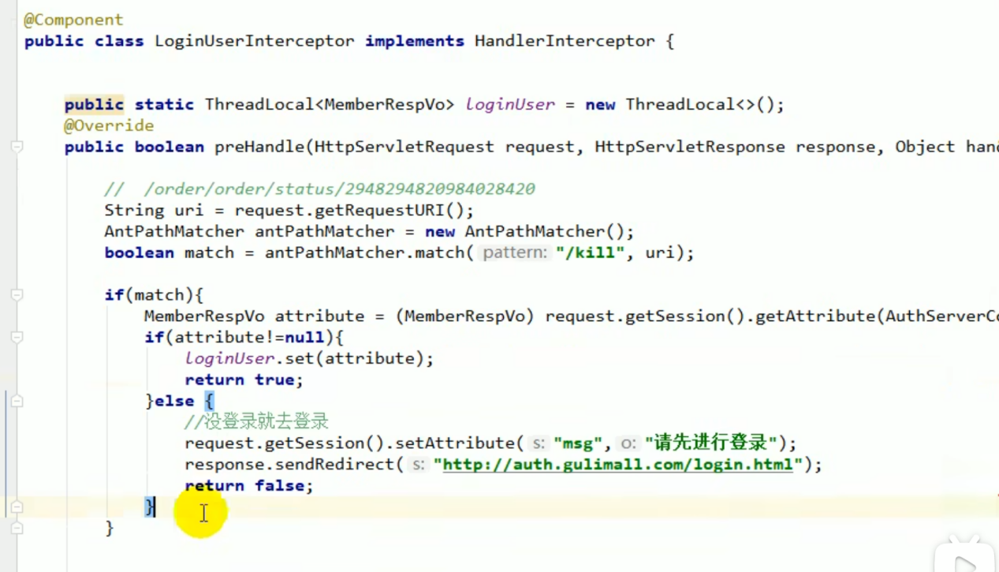 @Component
public class LoginUserInterceptor implements HandlerInterceptor {
public static ThreadLocal<MemberRespVo> loginUser = new ThreadLocal<>();
@Override
public boolean preHandle(HttpServletRequest request, HttpServletResponse response, Object
//  /order/order/status/2948294820984028420
String uri = request.getRequestURI();
AntPathMatcher antPathMatcher = new AntPathMatcher();
boolean match = antPathMatcher.match( pattern: "/kill", uri);
if(match){
MemberRespVo attribute = (MemberRespVo) request.getSession().getAttribute(
if(attribute!=null){
loginUser.set(attribute);
return true;
}else {
//没登录就去登录
request.getSession().setAttribute( s: "msg", o: "请先进行登录");
response.sendRedirect( s: "http://auth.gulimall.com/login.html");
return false;
}
}